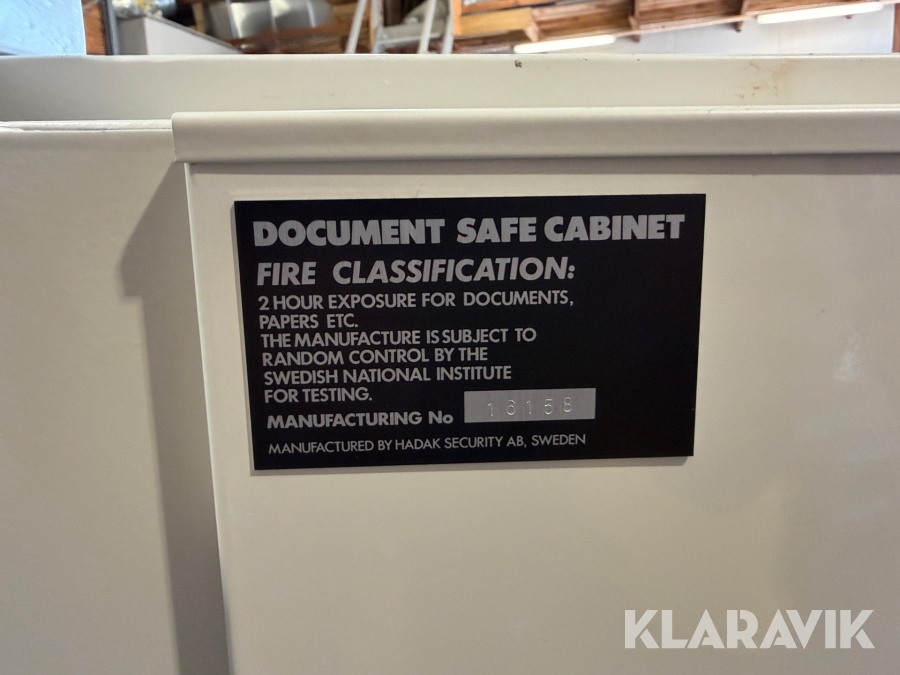 DOCUMENT SAFE CABINET
FIRE CLASSIFICATION:
2 HOUR EXPOSURE FOR DOCUMENTS,
PAPERS ETC.
THE MANUFACTURE IS SUBJECT TO
RANDOM CONTROL BY THE
SWEDISH NATIONAL INSTITUTE
FOR TESTING.
MANUFACTURING No 16158
MANUFACTURED BY HADAK SECURITY AB, SWEDEN
KLARAVIK